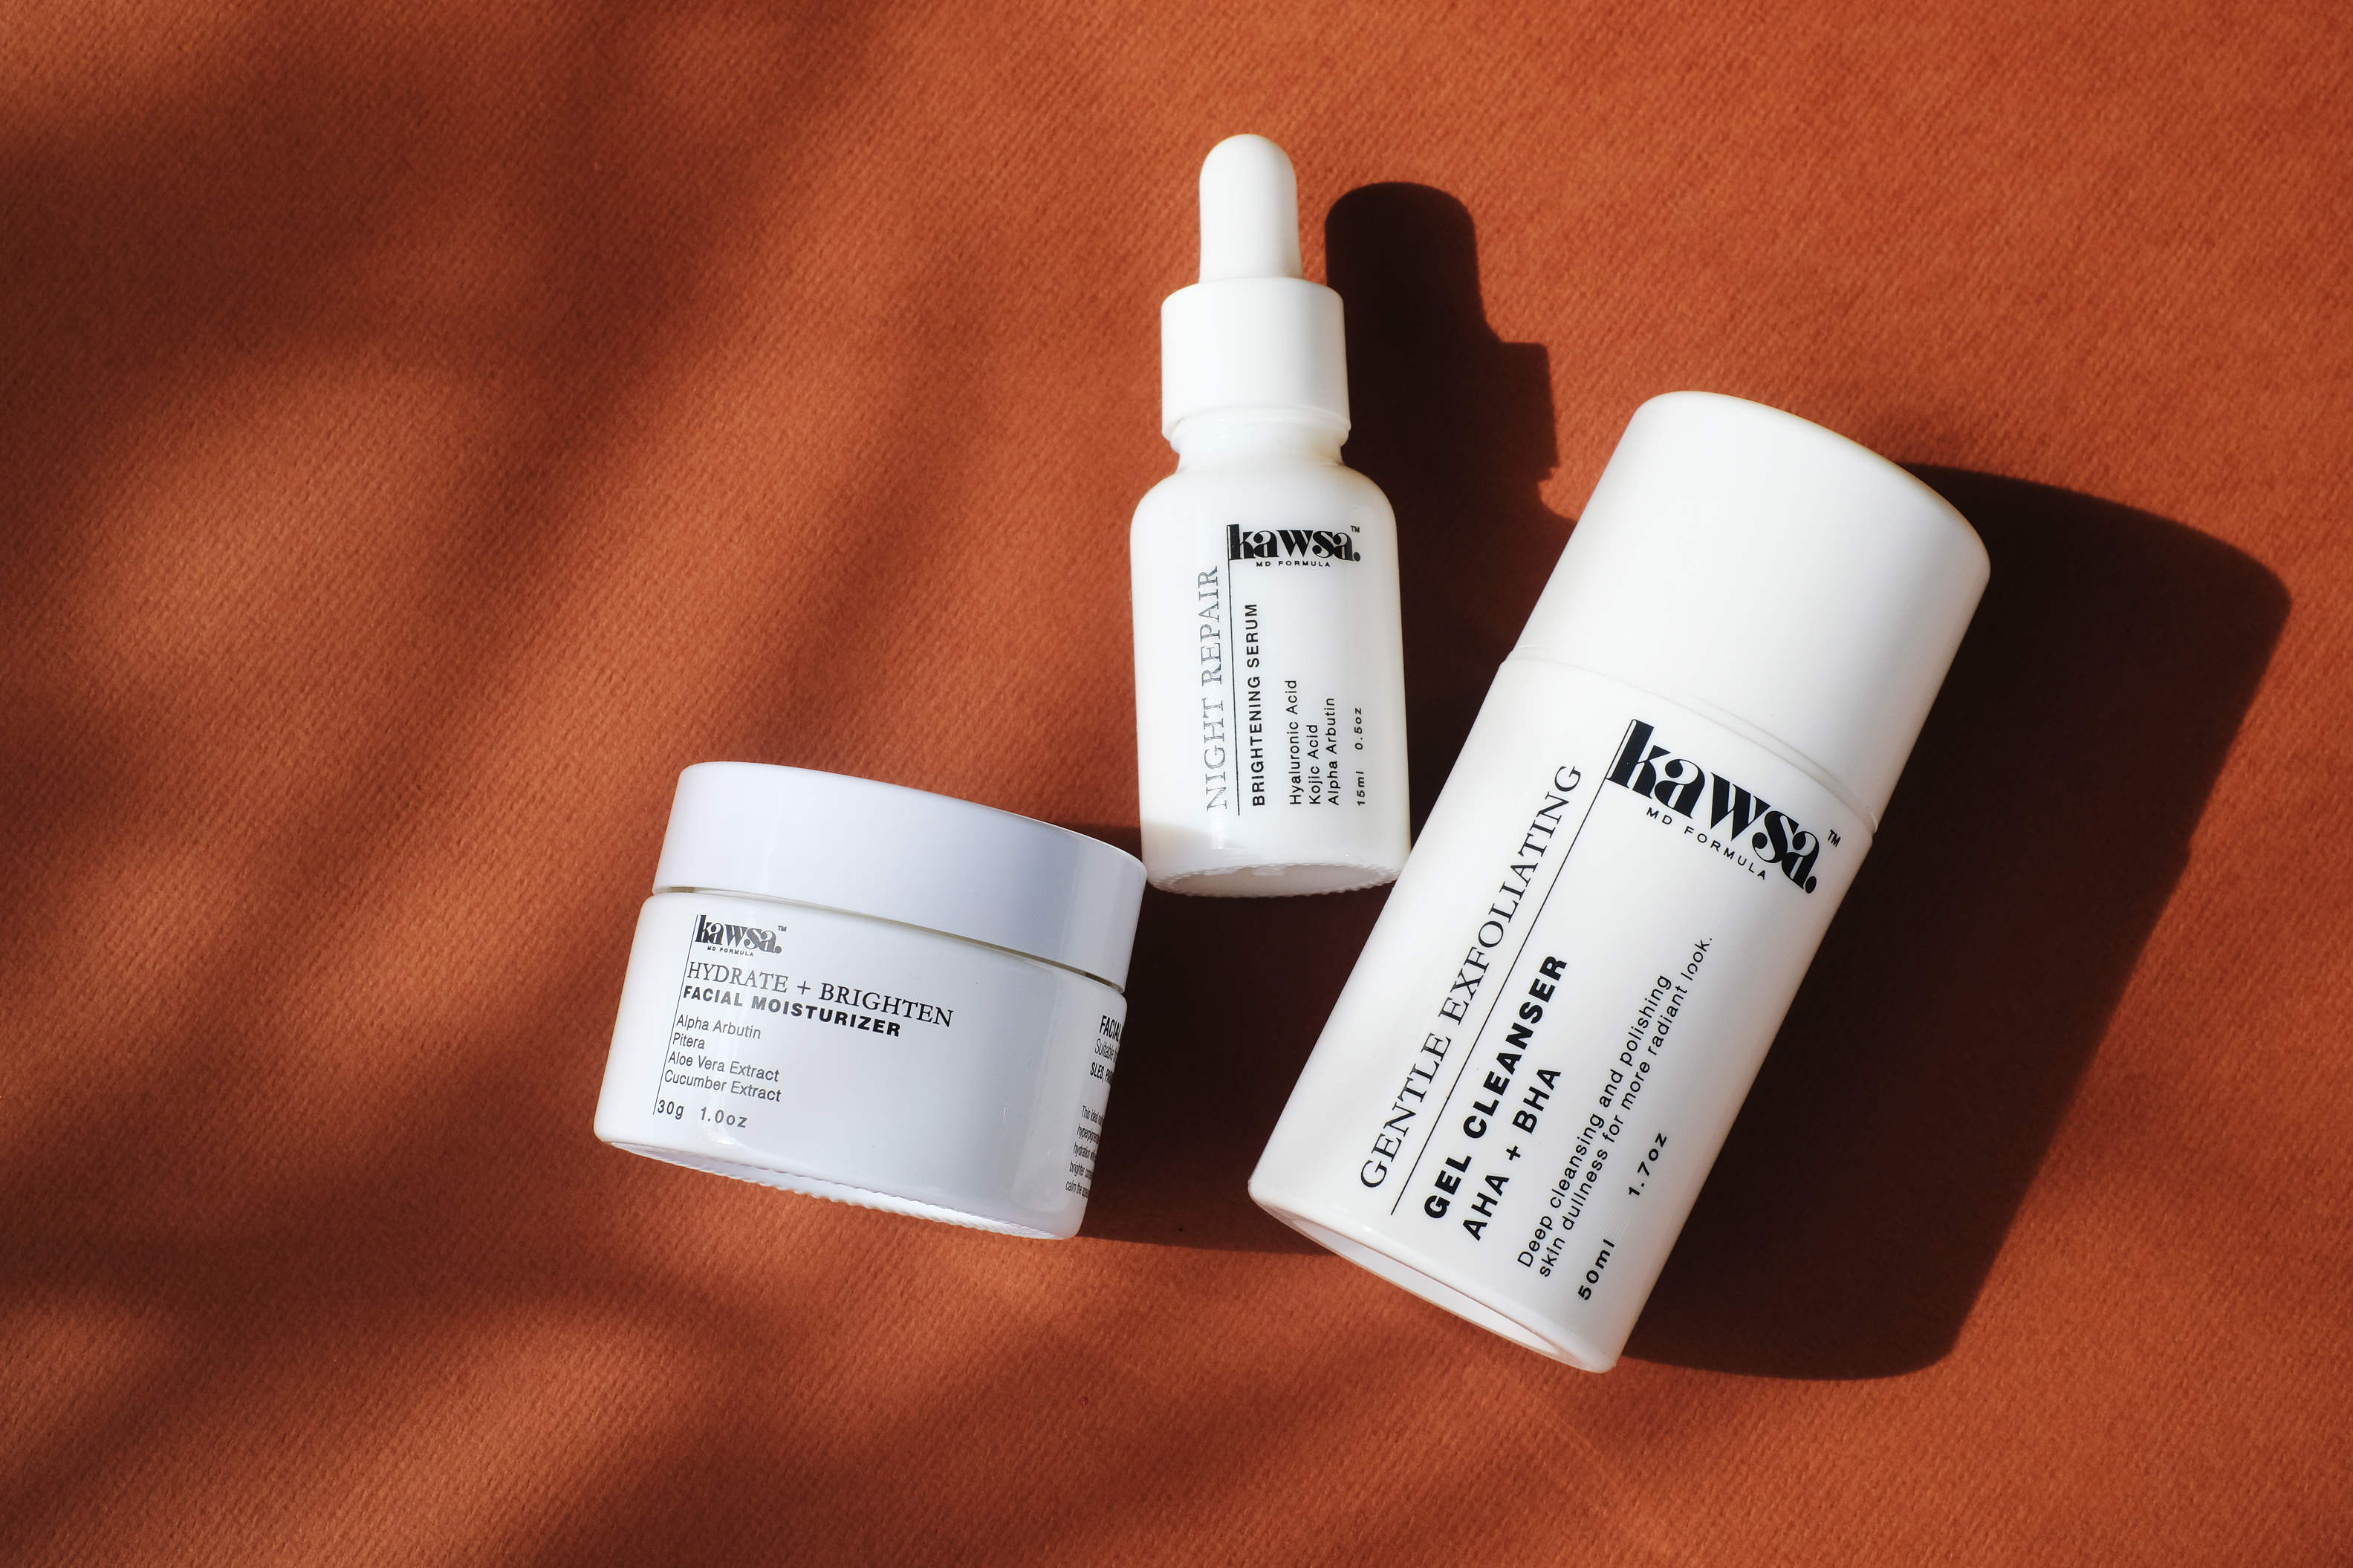 kawsa.™
MD FORMULA
HYDRATE + BRIGHTEN
FACIAL MOISTURIZER
Alpha Arbutin
Pitera
Aloe Vera Extract
Cucumber Extract
30g 1.0oz
kawsa.™
MD FORMULA
NIGHT REPAIR
BRIGHTENING SERUM
Hyaluronic Acid
Kojic Acid
Alpha Arbutin
15ml 0.5oz
kawsa.™
MD FORMULA
GENTLE EXFOLIATING
GEL CLEANSER
AHA + BHA
Deep cleansing and polishing
skin dullness for more radiant look.
50ml 1.7oz